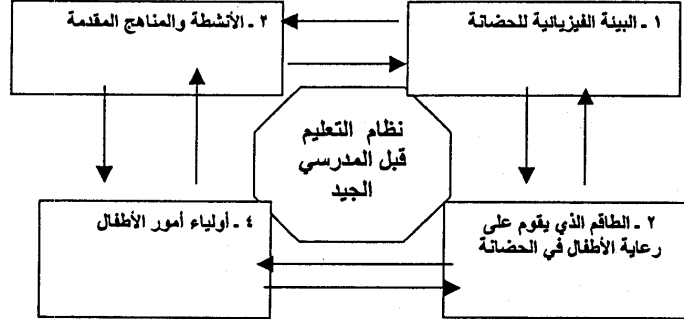 ١ ـ البيئة الفيزيائية للحضانة
٣ ـ الأنشطة والمناهج المقدمة
نظام التعليم
قبل المدرسي
الجيد
٢ ـ الطاقم الذي يقوم على
رعاية الأطفال في الحضانة
٤ ـ أولياء أمور الأطفال